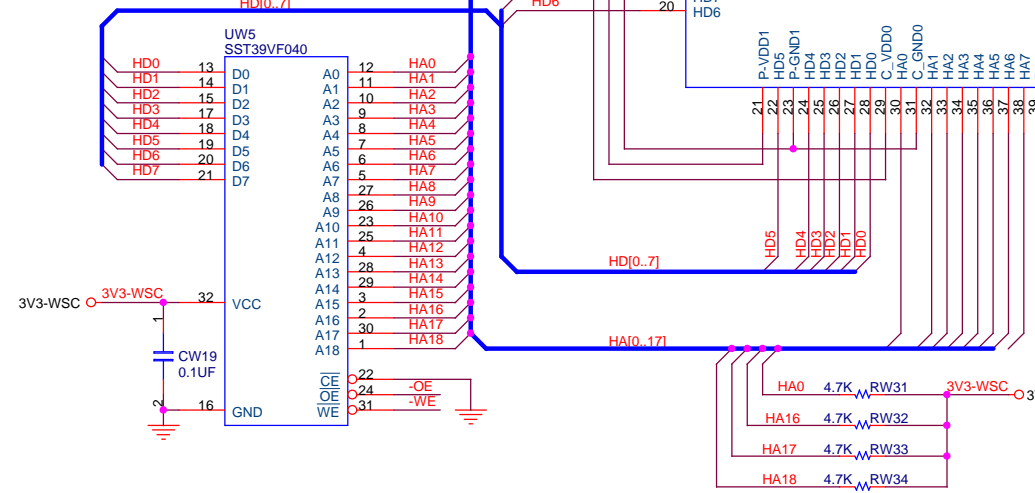 HD[0..7]
HD6
20
HD6
UW5
SST39VF040
HD0 13 D0 A0 12 HA0
HD1 14 D1 A1 11 HA1
HD2 15 D2 A2 10 HA2
HD3 17 D3 A3 9 HA3
HD4 18 D4 A4 8 HA4
HD5 19 D5 A5 7 HA5
HD6 20 D6 A6 6 HA6
HD7 21 D7 A7 5 HA7
A8 27 HA8
A9 26 HA9
A10 23 HA10
A11 25 HA11
A12 4 HA12
A13 28 HA13
A14 29 HA14
3V3-WSC 3V3-WSC 32 VCC A15 3 HA15
A16 2 HA16
A17 30 HA17
A18 1 HA18
1
CW19
0.1UF
2
16 GND
CE 22
OE 24 -OE
WE 31 -WE
P-VDD1
HD5
P-GND1
HD4
HD3
HD2
HD1
HD0
C_VDD0
HA0
C_GND0
HA1
HA2
HA3
HA4
HA5
HA6
HA7
21
22
23
24
25
26
27
28
29
30
31
32
33
34
35
36
37
38
39
HD5
HD4
HD3
HD2
HD1
HD0
HD[0..7]
HA[0..17]
HA0 4.7K RW31 3V3-WSC
HA16 4.7K RW32
HA17 4.7K RW33
HA18 4.7K RW34